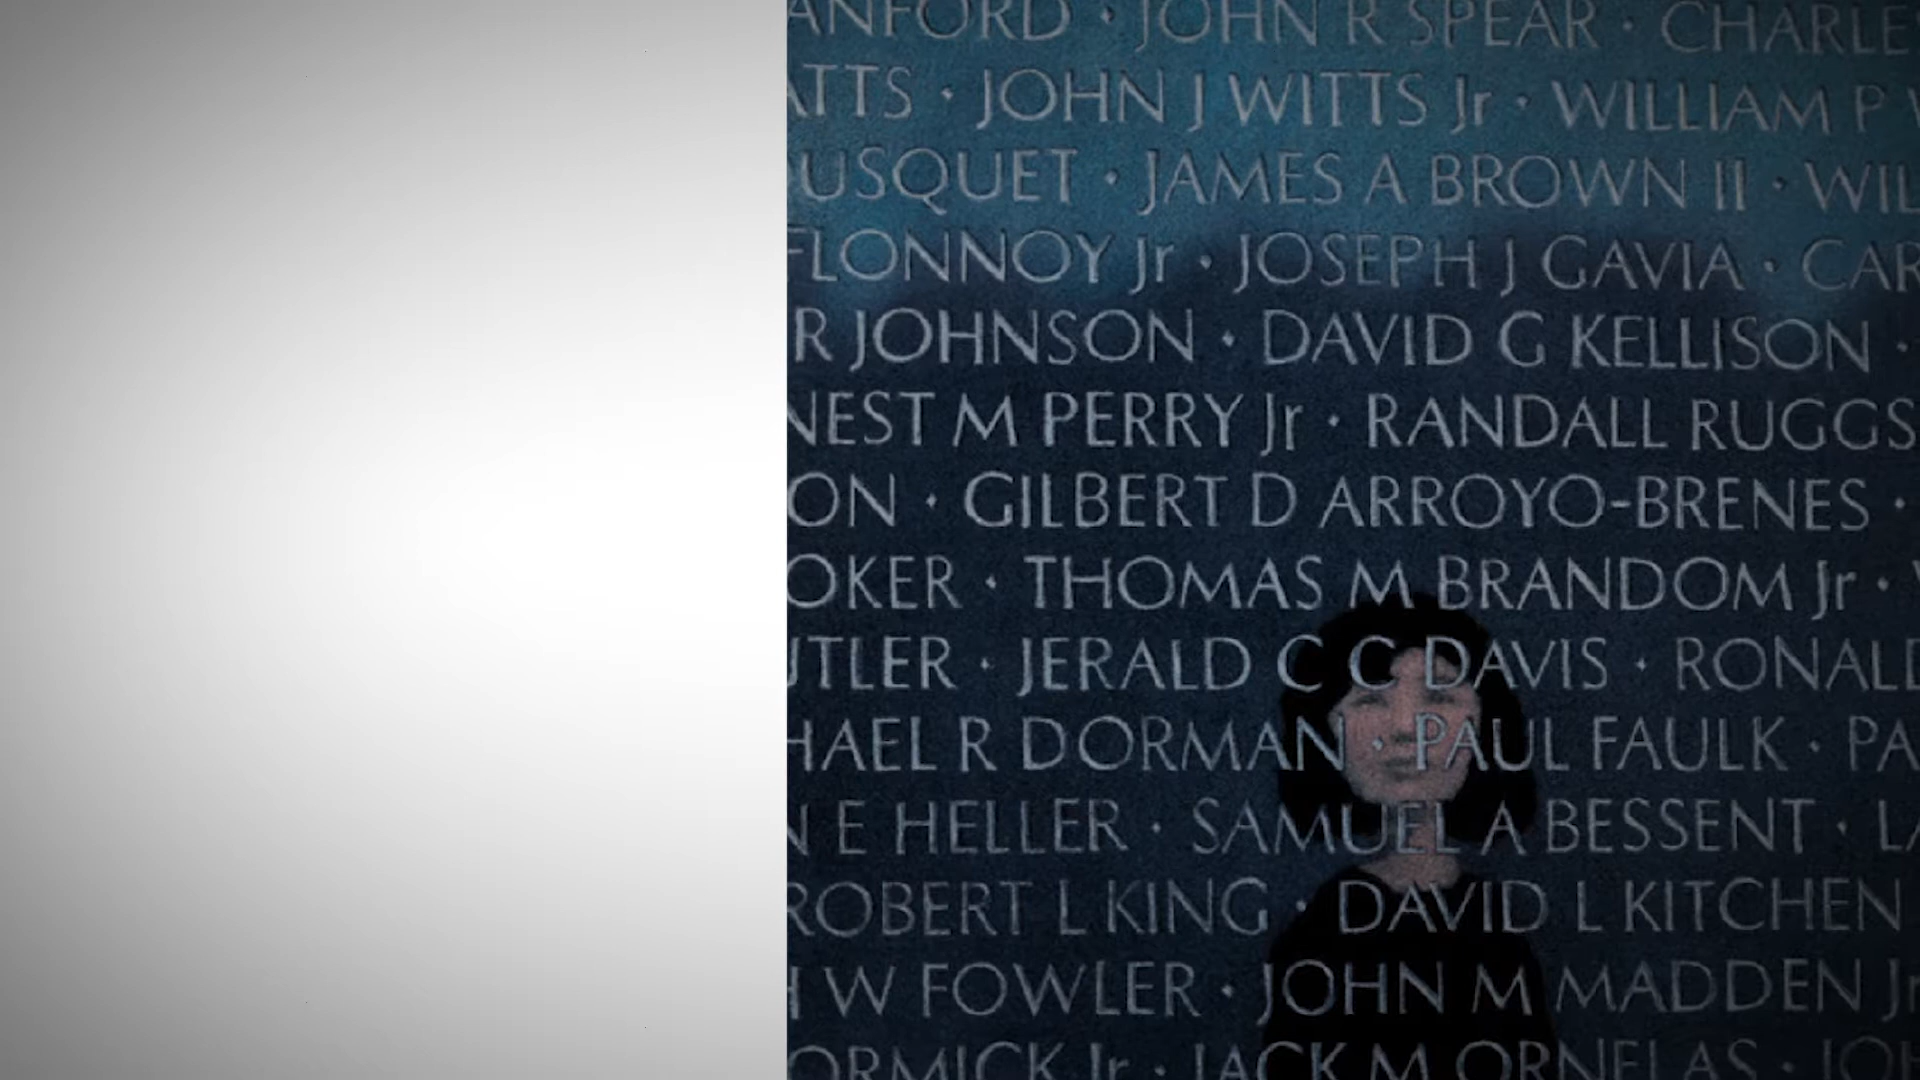 JOHN R SPEAR · CHARLE
ATTS · JOHN J WITTS Jr · WILLIAM P
OUSQUET · JAMES A BROWN II · WIL
FLONNOY Jr · JOSEPH J GAVIA · CAR
R JOHNSON · DAVID G KELLISON ·
NEST M PERRY Jr · RANDALL RUGGS
ON · GILBERT D ARROYO-BRENES ·
OKER · THOMAS M BRANDOM Jr ·
UTLER · JERALD C C DAVIS · RONALD
HAEL R DORMAN · PAUL FAULK · PA
N E HELLER · SAMUEL A BESSENT · LA
ROBERT L KING · DAVID L KITCHEN
H W FOWLER · JOHN M MADDEN Jr
ORMICK Jr · JACK M ORNELAS · JOH